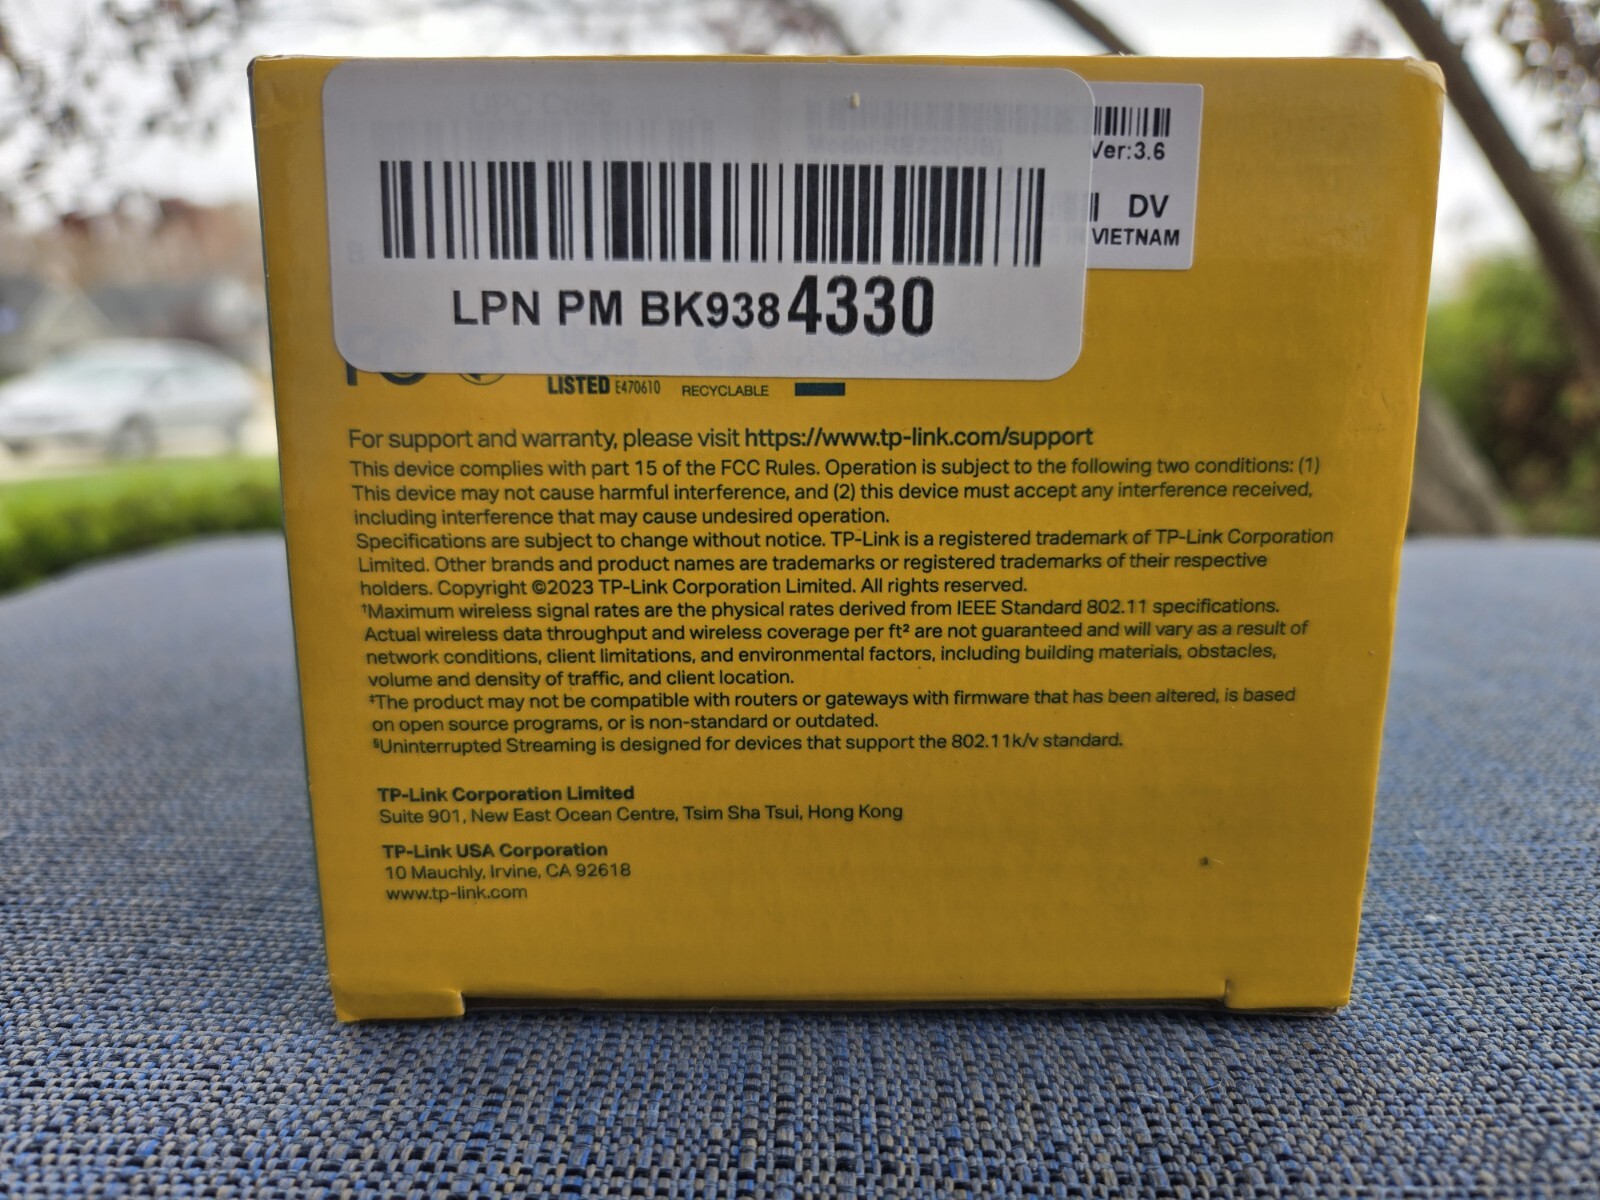 UPC Code
Ver:3.6
DV
VIETNAM
LPN PM BK9384330
LISTED E470610
RECYCLABLE
For support and warranty, please visit https://www.tp-link.com/support
This device complies with part 15 of the FCC Rules. Operation is subject to the following two conditions: (1)
This device may not cause harmful interference, and (2) this device must accept any interference received,
including interference that may cause undesired operation.
Specifications are subject to change without notice. TP-Link is a registered trademark of TP-Link Corporation
Limited. Other brands and product names are trademarks or registered trademarks of their respective
holders. Copyright ©2023 TP-Link Corporation Limited. All rights reserved.
†Maximum wireless signal rates are the physical rates derived from IEEE Standard 802.11 specifications.
Actual wireless data throughput and wireless coverage per ft² are not guaranteed and will vary as a result of
network conditions, client limitations, and environmental factors, including building materials, obstacles,
volume and density of traffic, and client location.
‡The product may not be compatible with routers or gateways with firmware that has been altered, is based
on open source programs, or is non-standard or outdated.
§Uninterrupted Streaming is designed for devices that support the 802.11k/v standard.
TP-Link Corporation Limited
Suite 901, New East Ocean Centre, Tsim Sha Tsui, Hong Kong
TP-Link USA Corporation
10 Mauchly, Irvine, CA 92618
www.tp-link.com